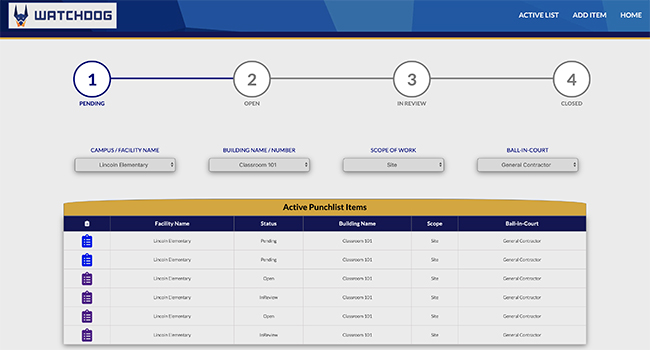 WATCHDOG
ACTIVE LIST ADD ITEM HOME
1 2 3 4
PENDING OPEN IN REVIEW CLOSED
CAMPUS / FACILITY NAME BUILDING NAME / NUMBER SCOPE OF WORK BALL-IN-COURT
Lincoln Elementary Classroom 101 Site General Contractor
Active Punchlist Items
Facility Name Status Building Name Scope Ball-in-Court
Lincoln Elementary Pending Classroom 101 Site General Contractor
Lincoln Elementary Pending Classroom 101 Site General Contractor
Lincoln Elementary Open Classroom 101 Site General Contractor
Lincoln Elementary InReview Classroom 101 Site General Contractor
Lincoln Elementary Open Classroom 101 Site General Contractor
Lincoln Elementary InReview Classroom 101 Site General Contractor